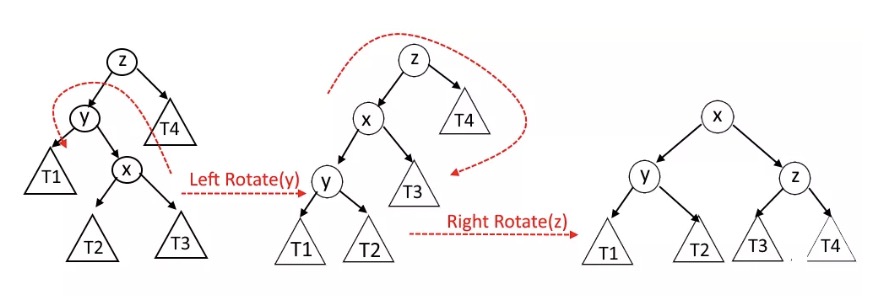 z
y
T4
T1
x
T2
T3
Left Rotate(y)
z
x
T4
y
T3
T1
T2
Right Rotate(z)
x
y
z
T1
T2
T3
T4